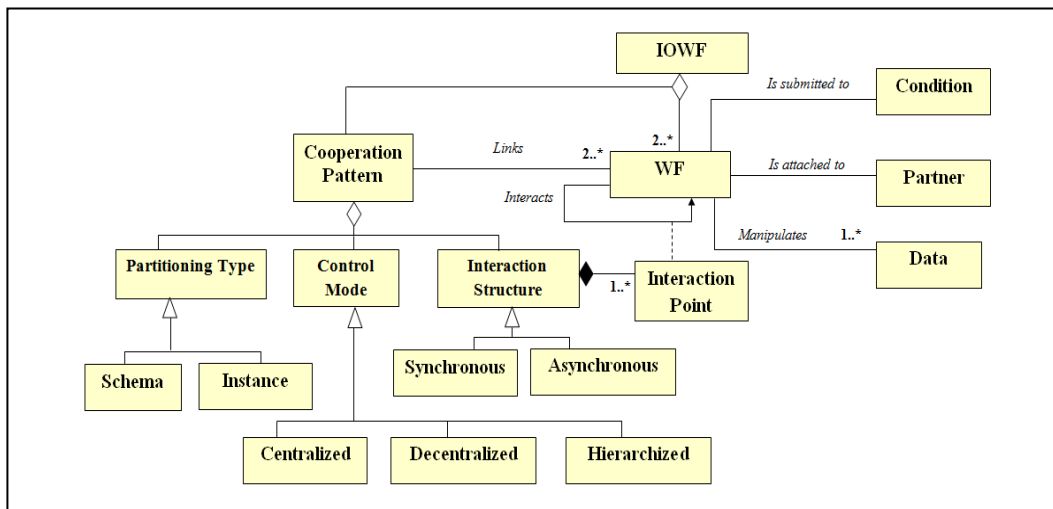 IOWF
Is submitted to
Condition
Cooperation
Pattern
Links
2..*
2..*
WF
Is attached to
Partner
Interacts
Manipulates
1..*
Data
Partitioning Type
Control
Mode
Interaction
Structure
1..*
Interaction
Point
Schema
Instance
Synchronous
Asynchronous
Centralized
Decentralized
Hierarchized